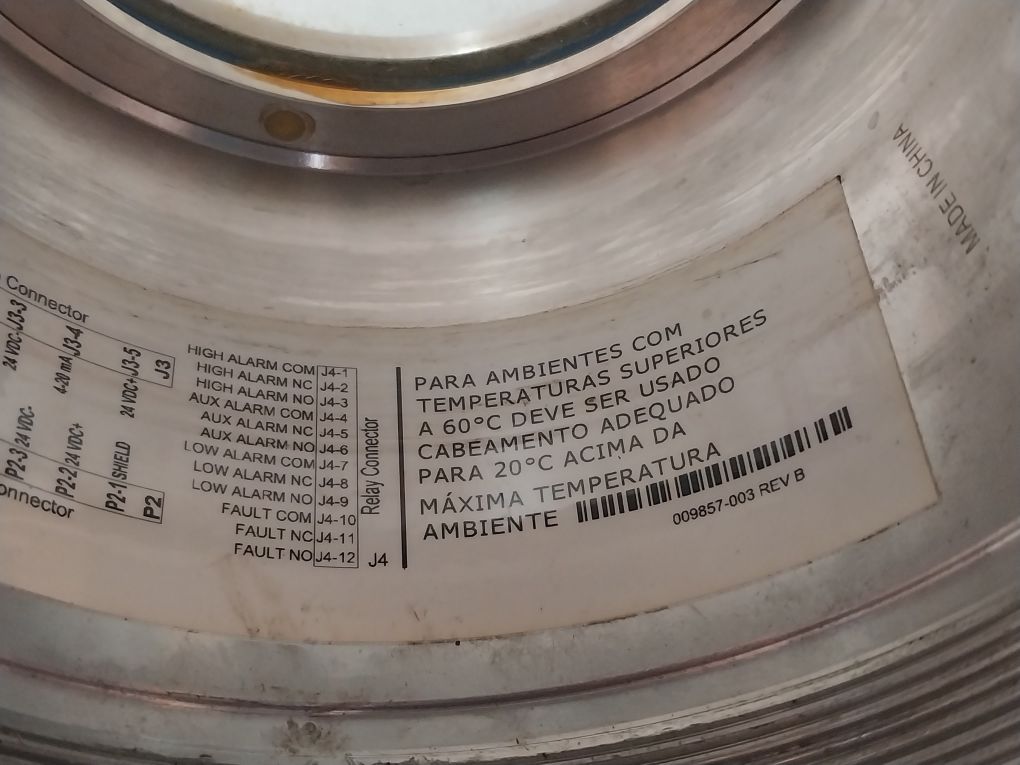 Connector
24 VDC- J3-3
4-20 mA J3-4
24 VDC+ J3-5
J3
P2-3 24 VDC-
P2-2 24 VDC+
P2-1 SHIELD
P2
HIGH ALARM COM J4-1
HIGH ALARM NC J4-2
HIGH ALARM NO J4-3
AUX ALARM COM J4-4
AUX ALARM NC J4-5
AUX ALARM NO J4-6
LOW ALARM COM J4-7
LOW ALARM NC J4-8
LOW ALARM NO J4-9
FAULT COM J4-10
FAULT NC J4-11
FAULT NO J4-12
Relay Connector
J4
PARA AMBIENTES COM
TEMPERATURAS SUPERIORES
A 60°C DEVE SER USADO
CABEAMENTO ADEQUADO
PARA 20°C ACIMA DA
MÁXIMA TEMPERATURA
AMBIENTE
009857-003 REV B
MADE IN CHINA